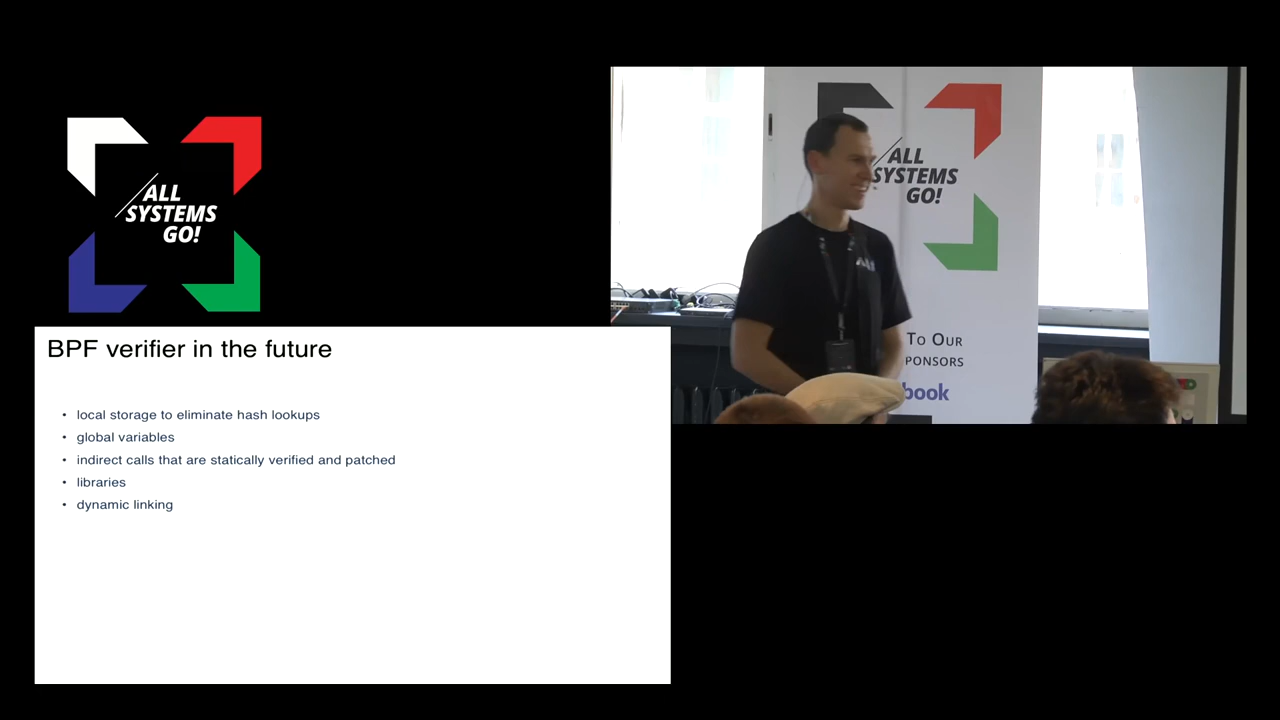 ALL
SYSTEMS
GO!
ALL
SYSTEMS
GO!
To Our
ponsors
book
BPF verifier in the future
• local storage to eliminate hash lookups
• global variables
• indirect calls that are statically verified and patched
• libraries
• dynamic linking